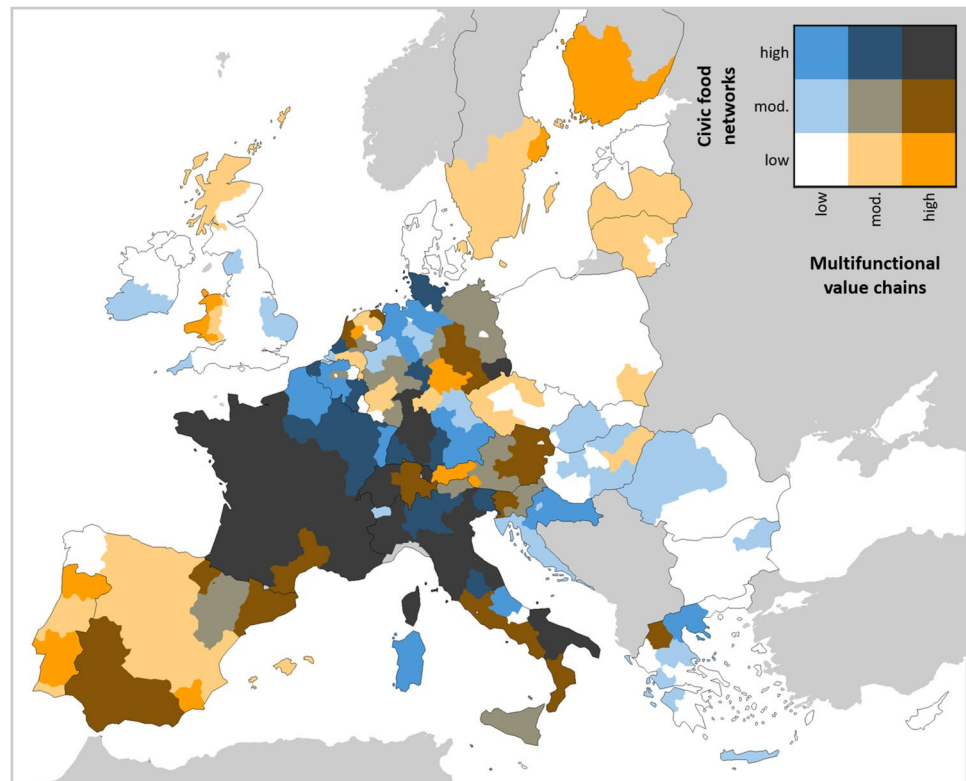 high
mod.
low
Civic food
networks
low
mod.
high
Multifunctional
value chains